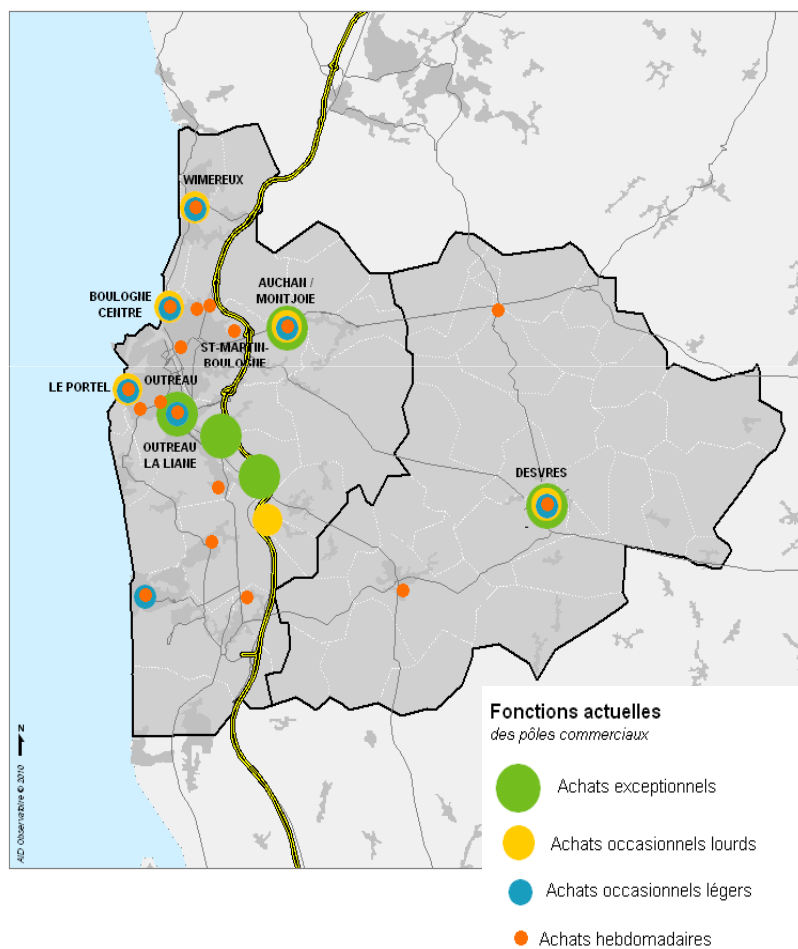 WIMEREUX
BOULOGNE
CENTRE
AUCHAN /
MONTJOIE
ST-MARTIN-
BOULOGNE
LE PORTEL
OUTREAU
OUTREAU
LA LIANE
DESVRES
N
AID Observatoire © 2010
Fonctions actuelles
des pôles commerciaux
Achats exceptionnels
Achats occasionnels lourds
Achats occasionnels légers
Achats hebdomadaires